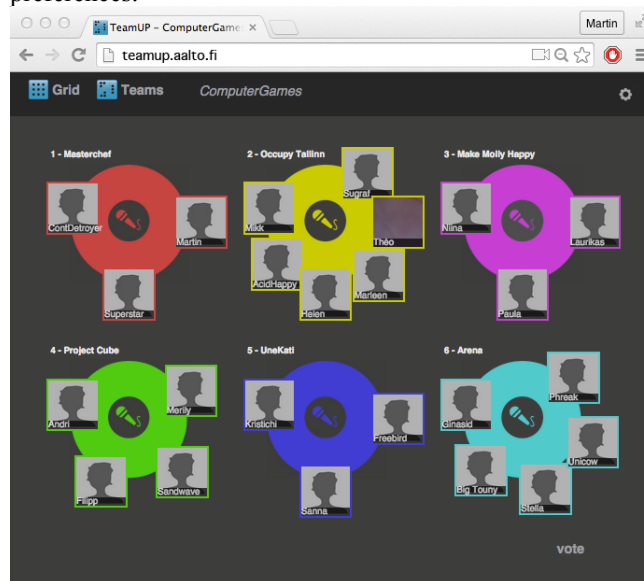 preferences.
TeamUP - ComputerGame
Martin
teamup.aalto.fi
Grid
Teams
ComputerGames
1 - Masterchef
2 - Occupy Tallinn
3 - Make Molly Happy
ContDetroyer
Martin
Superstar
Sugraf
Mikk
Théo
AcidHappy
Marleen
Helen
Niina
Laurikas
Paula
4 - Project Cube
5 - UneKati
6 - Arena
Andri
Merily
Filipp
Sandwave
Kristichi
Freebird
Sanna
Phreak
Ginasid
Unicow
Big Touny
Stella
vote